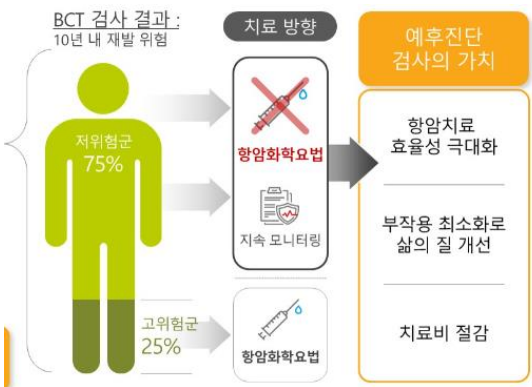 BCT 검사 결과 :
10년 내 재발 위험
저위험군
75%
고위험군
25%
치료 방향
항암화학요법
지속 모니터링
항암화학요법
예후진단
검사의 가치
항암치료
효율성 극대화
부작용 최소화로
삶의 질 개선
치료비 절감